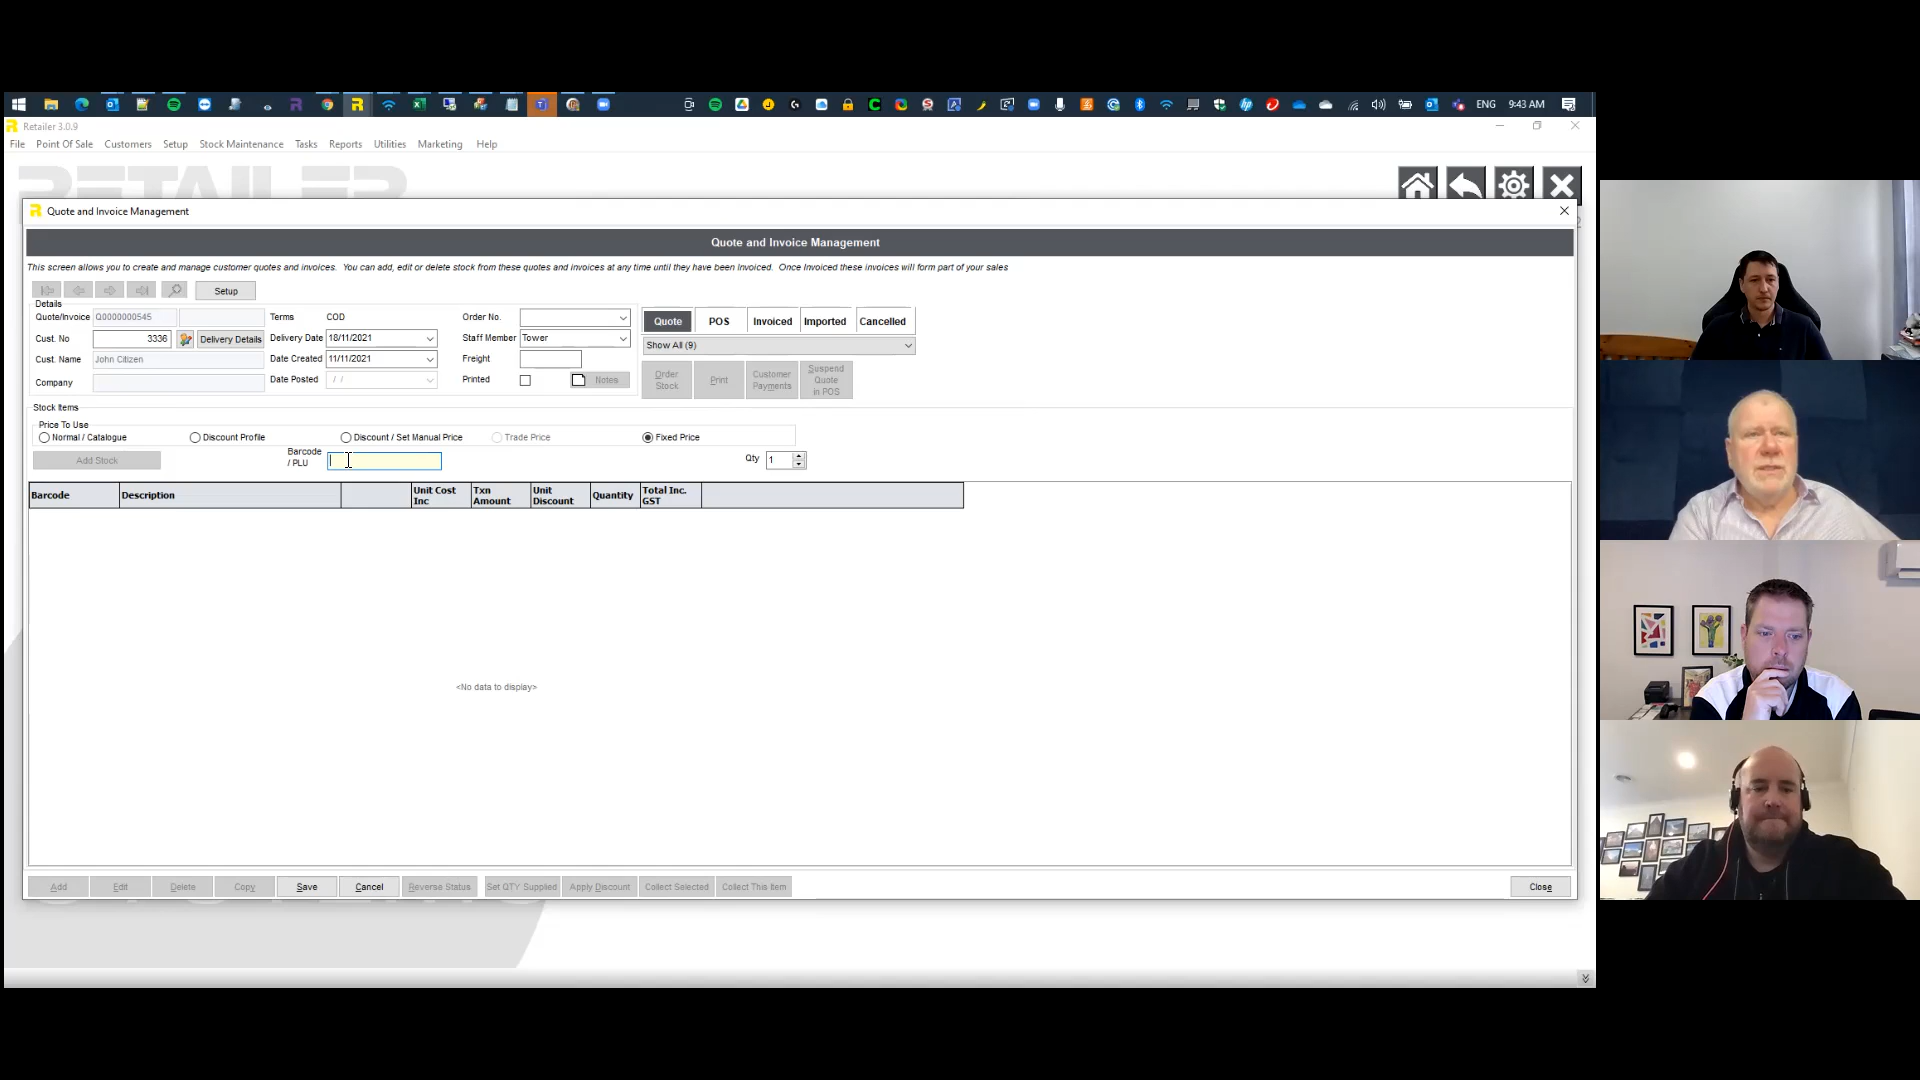 ENG 9:43 AM
Retailer 3.0.9
File Point Of Sale Customers Setup Stock Maintenance Tasks Reports Utilities Marketing Help
RETAILER
Quote and Invoice Management
Quote and Invoice Management
This screen allows you to create and manage customer quotes and invoices. You can add, edit or delete stock from these quotes and invoices at any time until they have been Invoiced. Once Invoiced these invoices will form part of your sales
Setup
Details
Quote/Invoice Q0000000545 Terms COD Order No.
Quote POS Invoiced Imported Cancelled
Cust. No 3336 Delivery Details Delivery Date 18/11/2021 Staff Member Tower
Show All (9)
Cust. Name John Citizen Date Created 11/11/2021 Freight
Company Date Posted / / Printed Notes
Order Stock Print Customer Payments Suspend Quote in POS
Stock Items
Price To Use
Normal / Catalogue Discount Profile Discount / Set Manual Price Trade Price Fixed Price
Add Stock Barcode / PLU Qty 1
Barcode Description Unit Cost Inc Txn Amount Unit Discount Quantity Total Inc. GST
<No data to display>
Add Edit Delete Copy Save Cancel Reverse Status Set QTY Supplied Apply Discount Collect Selected Collect This Item Close